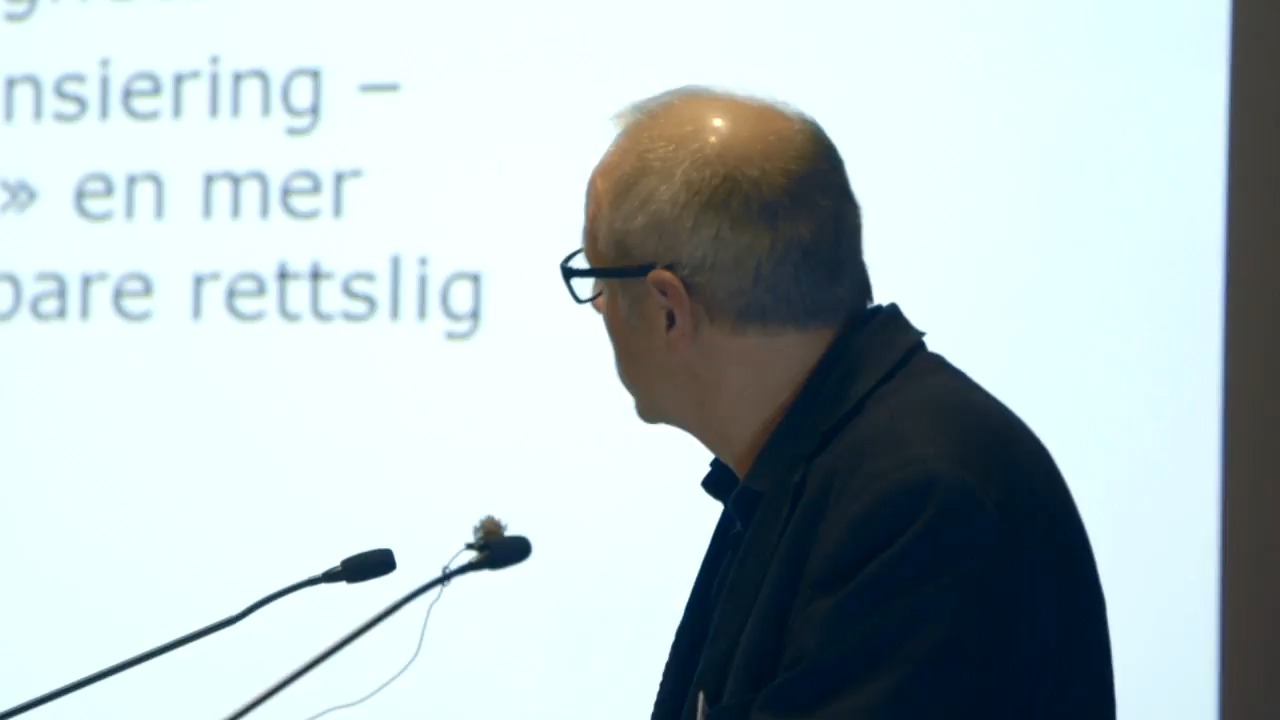 nsiering –
» en mer
bare rettslig